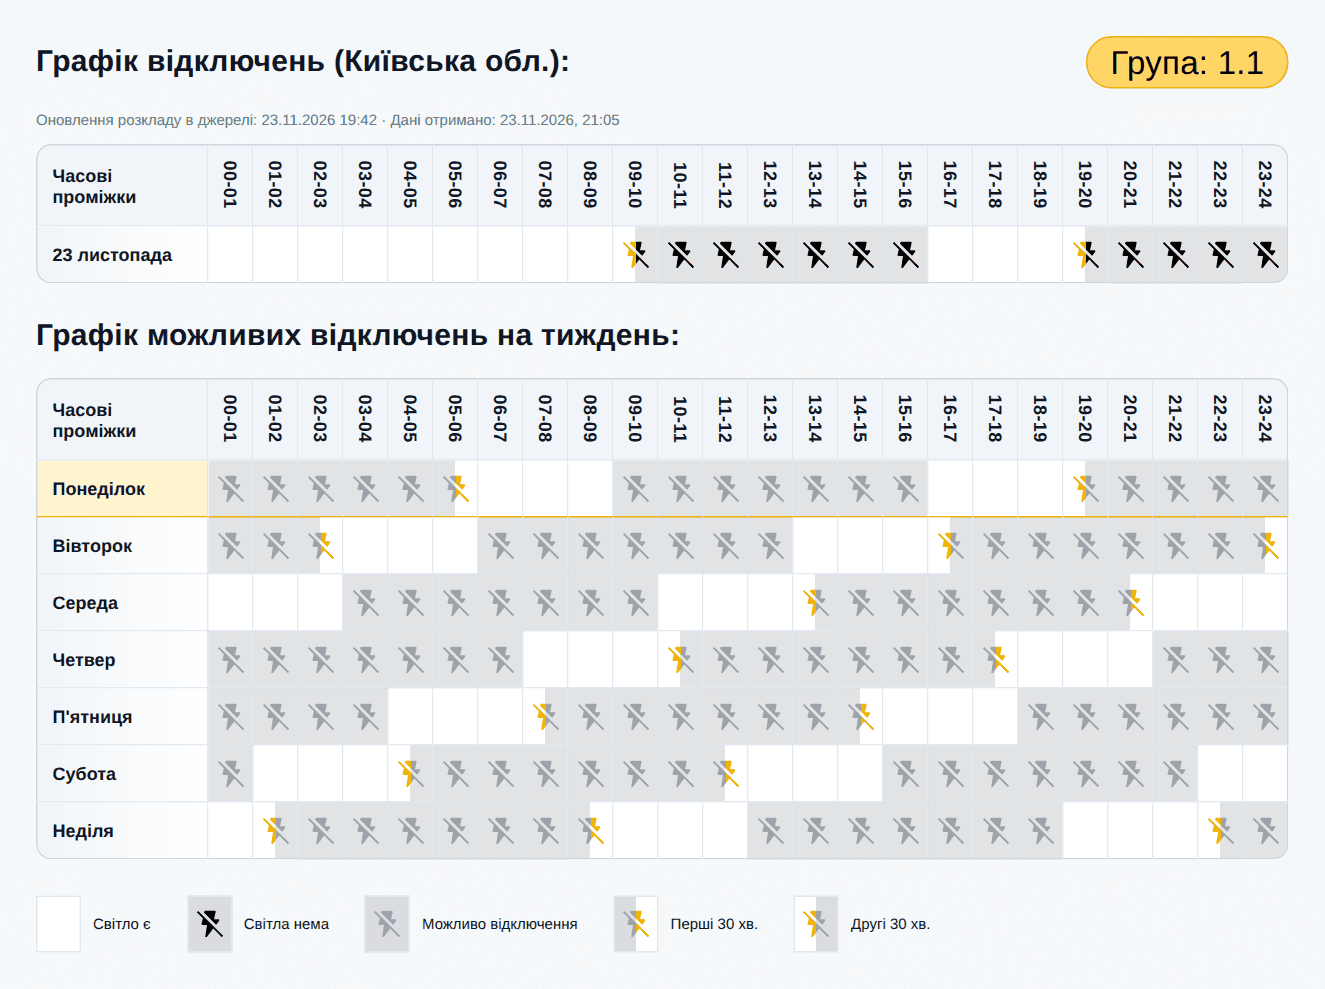 Графік відключень (Київська обл.):
Група: 1.1
Оновлення розкладу в джерелі: 23.11.2026 19:42 · Дані отримано: 23.11.2026, 21:05
Часові проміжки 00-01 01-02 02-03 03-04 04-05 05-06 06-07 07-08 08-09 09-10 10-11 11-12 12-13 13-14 14-15 15-16 16-17 17-18 18-19 19-20 20-21 21-22 22-23 23-24
23 листопада
Графік можливих відключень на тиждень:
Часові проміжки 00-01 01-02 02-03 03-04 04-05 05-06 06-07 07-08 08-09 09-10 10-11 11-12 12-13 13-14 14-15 15-16 16-17 17-18 18-19 19-20 20-21 21-22 22-23 23-24
Понеділок
Вівторок
Середа
Четвер
П'ятниця
Субота
Неділя
Світло є Світла нема Можливо відключення Перші 30 хв. Другі 30 хв.